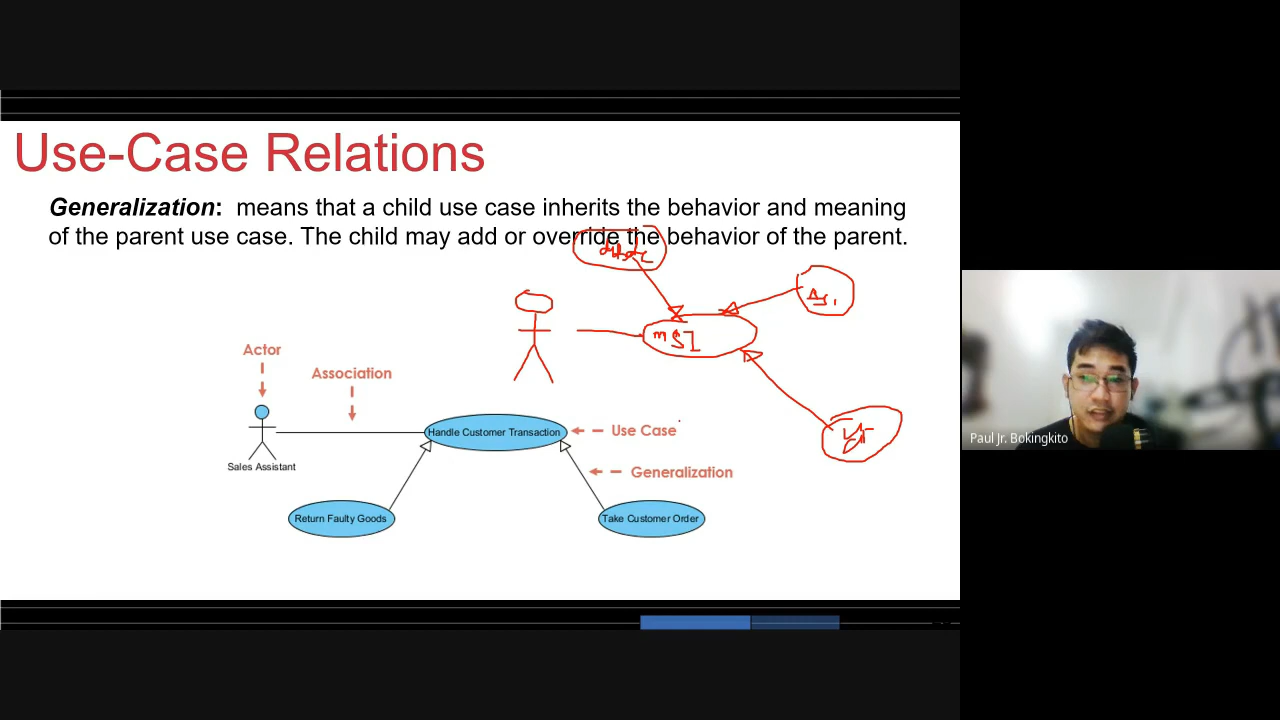 Use-Case Relations
Generalization: means that a child use case inherits the behavior and meaning
of the parent use case. The child may add or override the behavior of the parent.
MSI
Actor
Association
Sales Assistant
Handle Customer Transaction
Use Case
Generalization
Return Faulty Goods
Take Customer Order
Paul Jr. Bokingkito